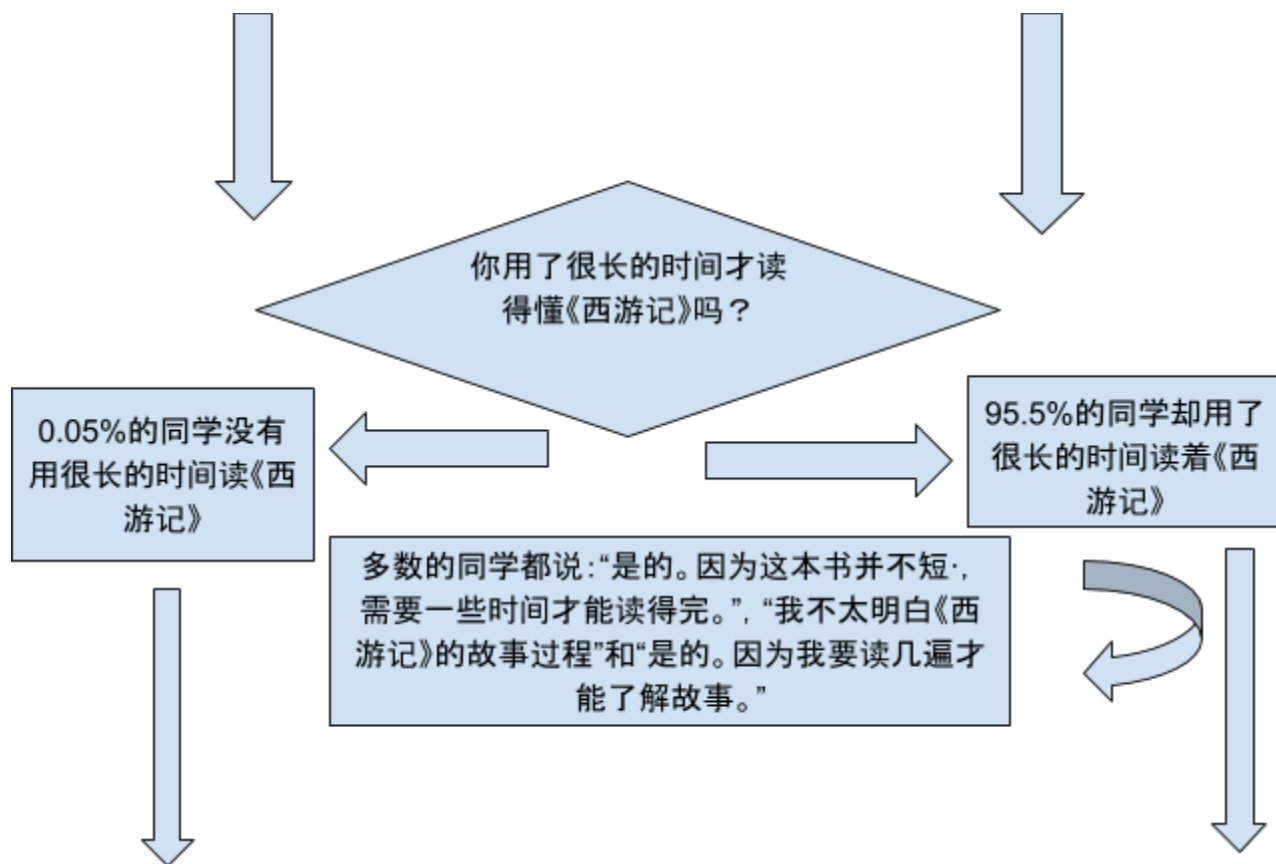 你用了很长的时间才读
得懂《西游记》吗？
0.05%的同学没有
用很长的时间读《西
游记》
95.5%的同学却用了
很长的时间读着《西
游记》
多数的同学都说：“是的。因为这本书并不短·，
需要一些时间才能读得完。”，“我不太明白《西
游记》的故事过程”和“是的。因为我要读几遍才
能了解故事。”